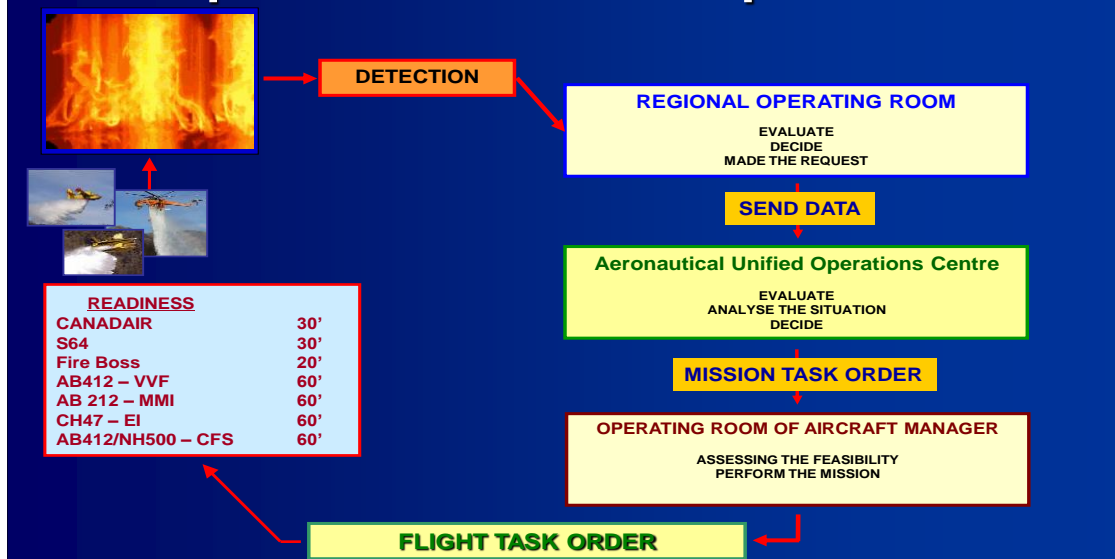 DETECTION
REGIONAL OPERATING ROOM
EVALUATE
DECIDE
MADE THE REQUEST
SEND DATA
Aeronautical Unified Operations Centre
EVALUATE
ANALYSE THE SITUATION
DECIDE
MISSION TASK ORDER
OPERATING ROOM OF AIRCRAFT MANAGER
ASSESSING THE FEASIBILITY
PERFORM THE MISSION
FLIGHT TASK ORDER
READINESS
CANADAIR 30’
S64 30’
Fire Boss 20’
AB412 – VVF 60’
AB 212 – MMI 60’
CH47 – EI 60’
AB412/NH500 – CFS 60’